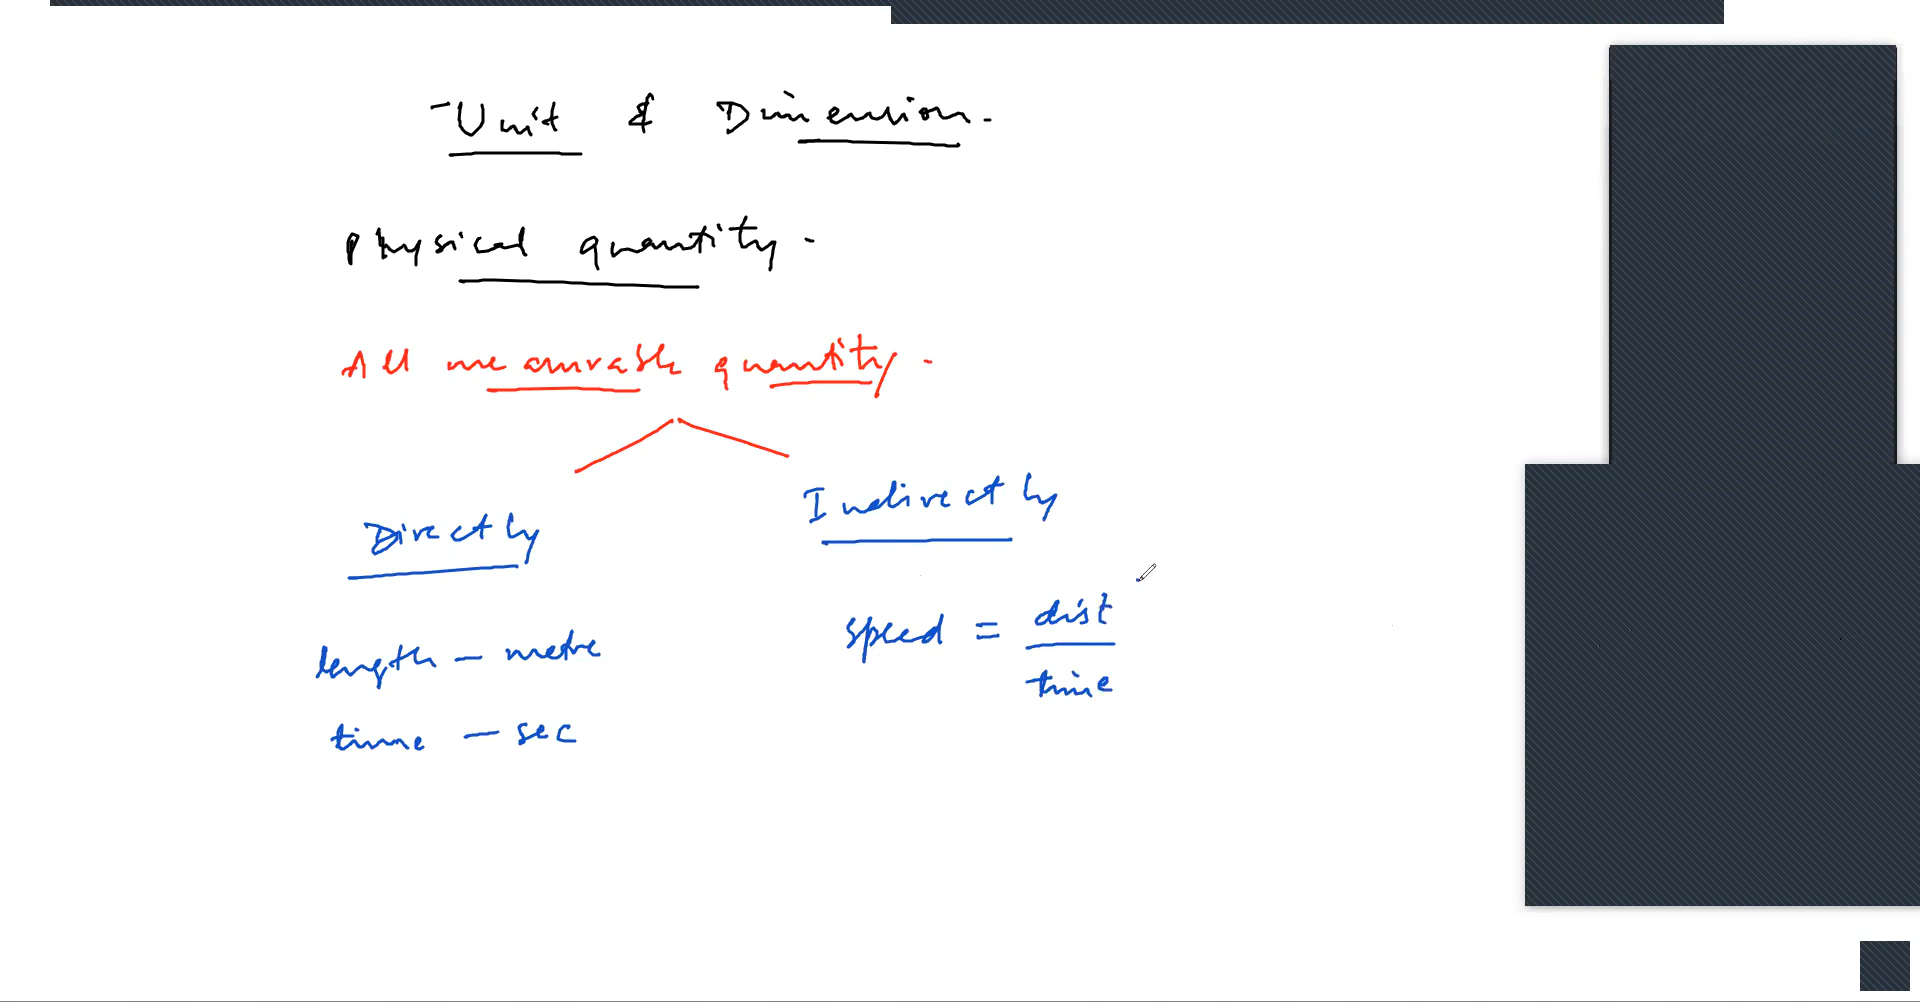 Unit & Dimension.
Physical quantity.
All measurable quantity.
Directly
Indirectly
length - metre
time - sec
speed = dist
time